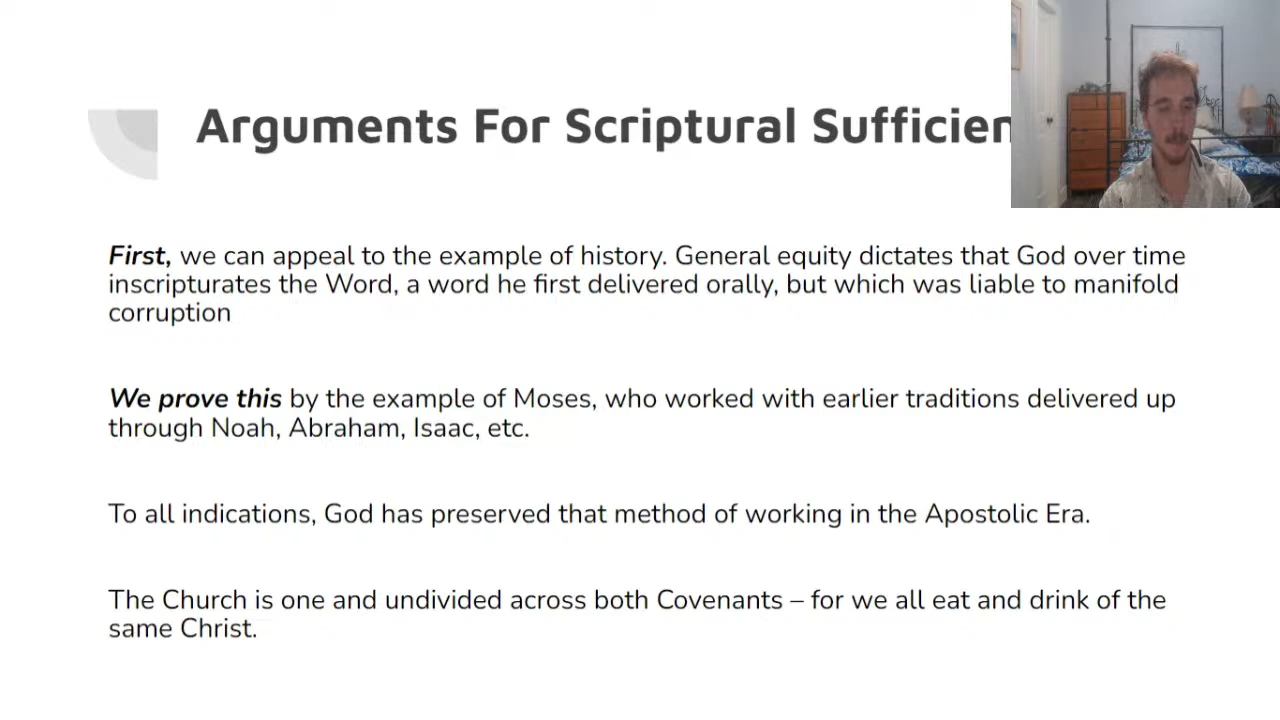 Arguments For Scriptural
First, we can appeal to the example of history. General equity dictates that God over time
inscripturates the Word, a word he first delivered orally, but which was liable to manifold
corruption
We prove this by the example of Moses, who worked with earlier traditions delivered up
through Noah, Abraham, Isaac, etc.
To all indications, God has preserved that method of working in the Apostolic Era.
The Church is one and undivided across both Covenants – for we all eat and drink of the
same Christ.